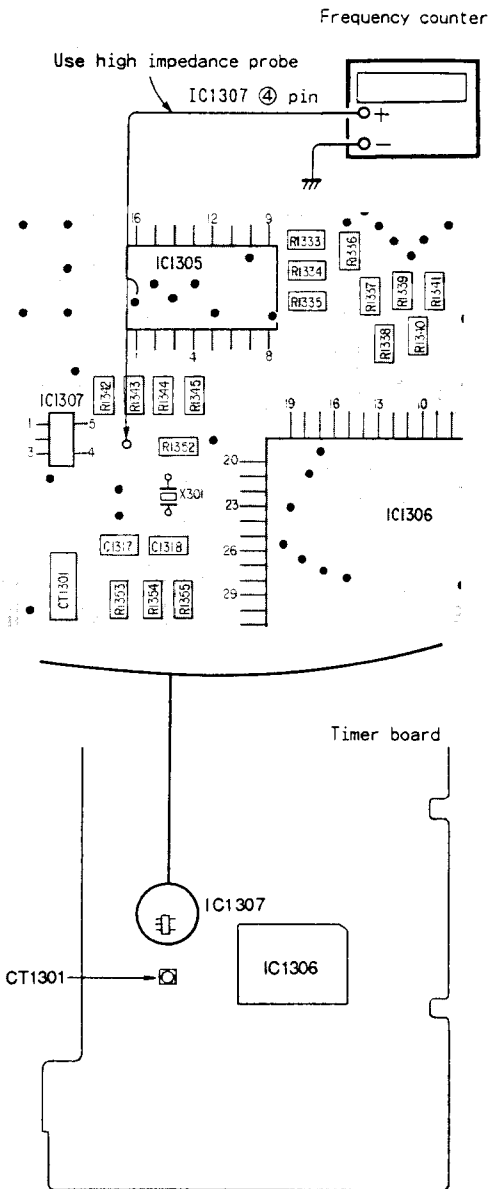 Frequency counter
Use high impedance probe
IC1307 ④ pin
+
−
16 12 9
IC1305
1 4 8
R1333
R1334
R1335
R1336
R1337
R1339
R1341
R1338
R1340
IC1307
1 5
3 4
R1342
R1343
R1344
R1345
R1352
X301
C1317
C1318
CT1301
R1353
R1354
R1355
19 16 13 10
20
23
26
29
IC1306
Timer board
IC1307
CT1301
IC1306